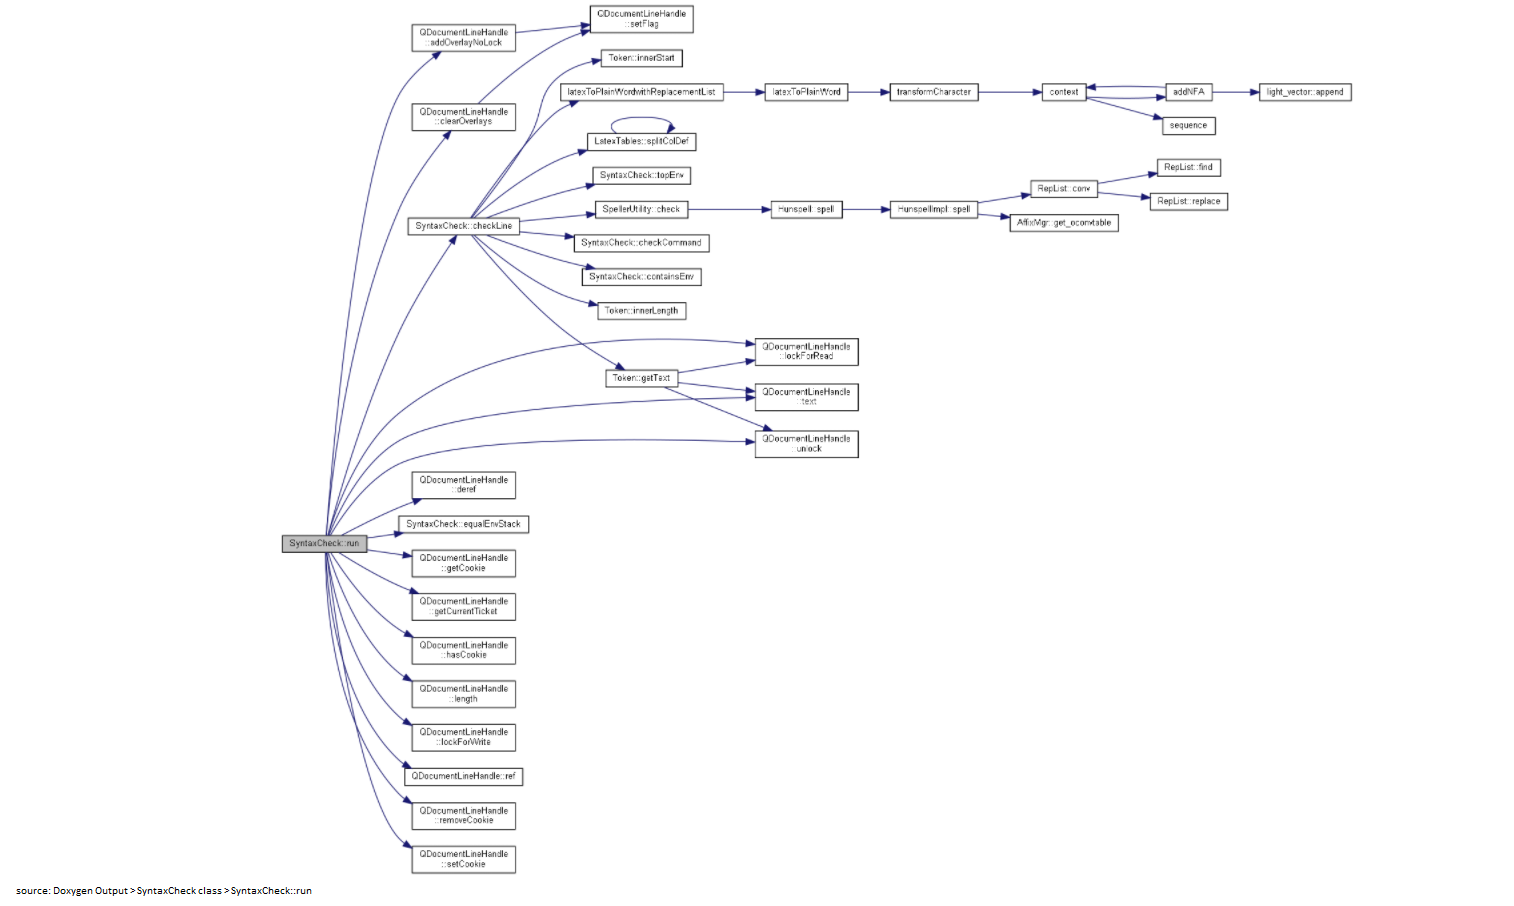 QDocumentLineHandle
::setFlag
QDocumentLineHandle
::addOverlayNoLock
Token::innerStart
latexToPlainWordwithReplacementList
latexToPlainWord
transformCharacter
context
addNFA
light_vector::append
QDocumentLineHandle
::clearOverlays
sequence
LatexTables::splitColDef
RepList::find
SyntaxCheck::topEnv
RepList::conv
RepList::replace
SpellerUtility::check
Hunspell::spell
HunspellImpl::spell
AffixMgr::get_oconvtable
SyntaxCheck::checkLine
SyntaxCheck::checkCommand
SyntaxCheck::containsEnv
Token::innerLength
QDocumentLineHandle
::lockForRead
Token::getText
QDocumentLineHandle
::text
QDocumentLineHandle
::unlock
QDocumentLineHandle
::deref
SyntaxCheck::equalEnvStack
SyntaxCheck::run
QDocumentLineHandle
::getCookie
QDocumentLineHandle
::getCurrentTicket
QDocumentLineHandle
::hasCookie
QDocumentLineHandle
::length
QDocumentLineHandle
::lockForWrite
QDocumentLineHandle::ref
QDocumentLineHandle
::removeCookie
QDocumentLineHandle
::setCookie
source: Doxygen Output > SyntaxCheck class > SyntaxCheck::run